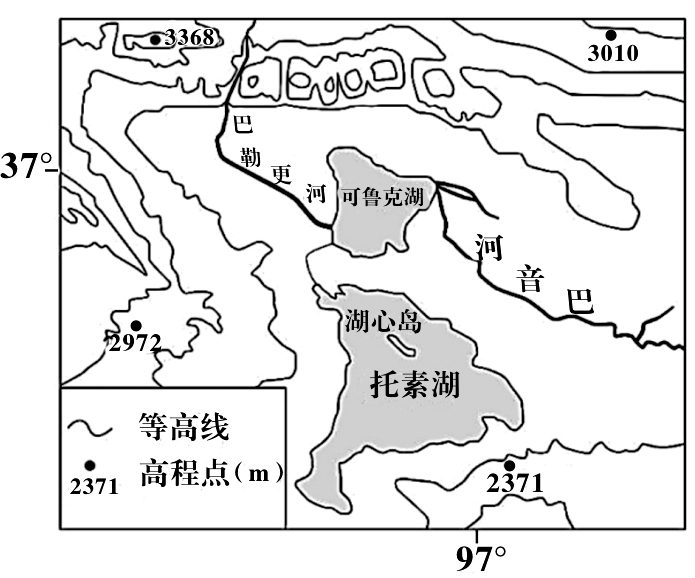 3368
3010
37°
巴
勒
更
河
可鲁克湖
河
音
巴
湖心岛
托素湖
2972
等高线
高程点(m)
2371
2371
97°